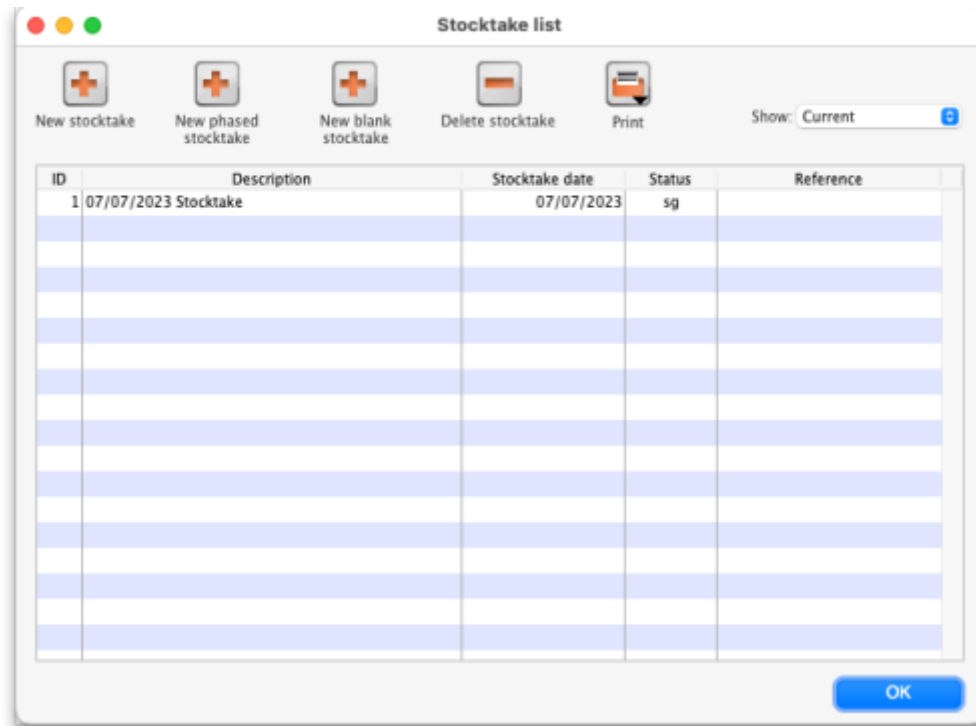 Stocktake list
New stocktake
New phased
stocktake
New blank
stocktake
Delete stocktake
Print
Show: Current
ID Description Stocktake date Status Reference
1 07/07/2023 Stocktake 07/07/2023 sg
OK